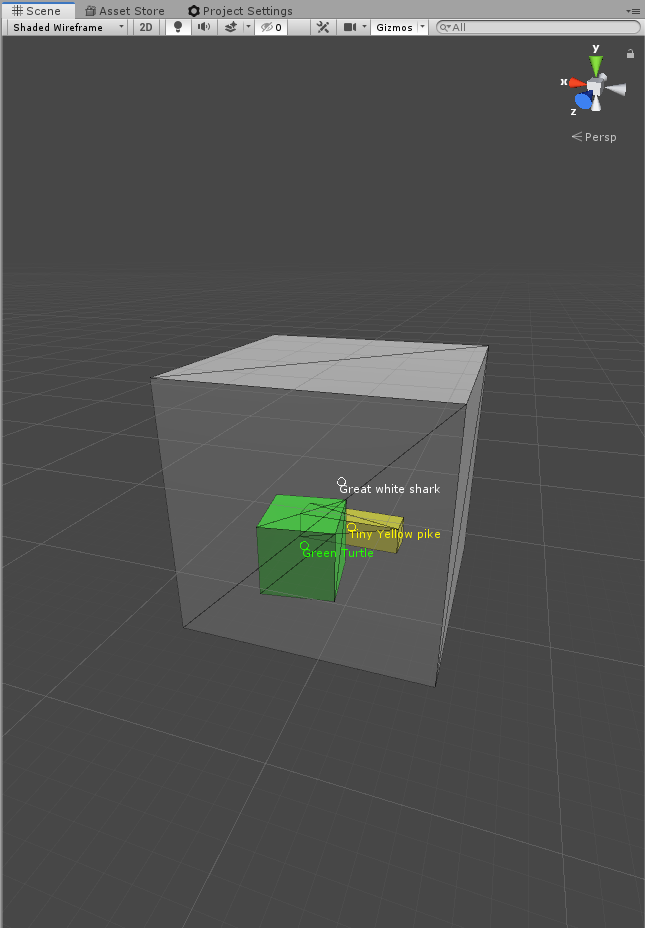 Scene Asset Store Project Settings
Shaded Wireframe 2D 0 Gizmos All
y
x
z
Persp
Great white shark
Tiny Yellow pike
Green Turtle